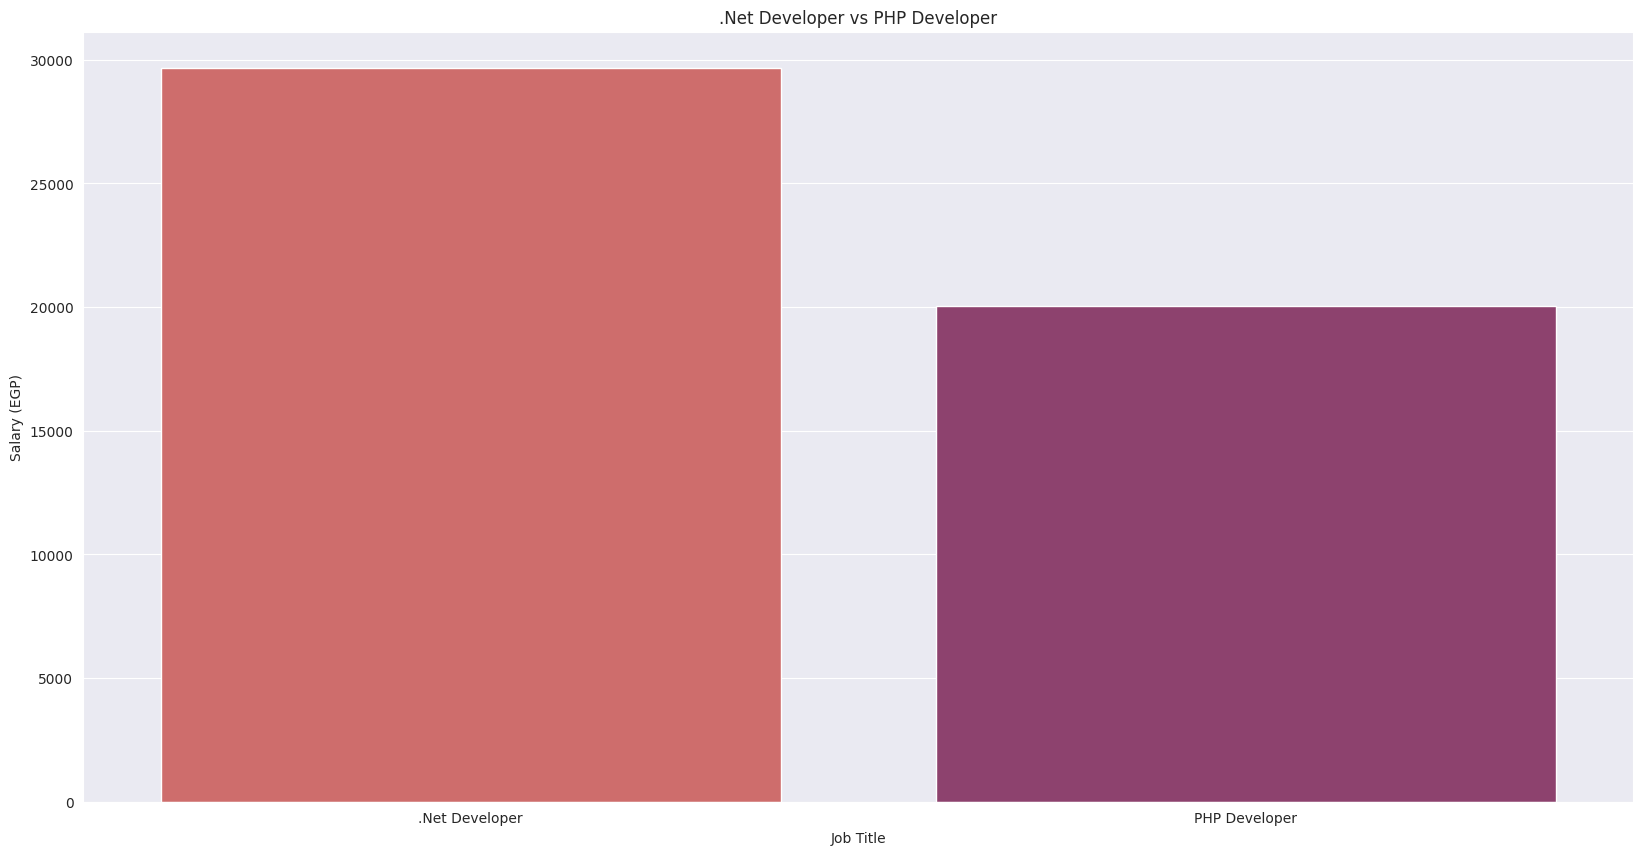 .Net Developer vs PHP Developer
30000
25000
20000
15000
10000
5000
0
Salary (EGP)
.Net Developer
PHP Developer
Job Title